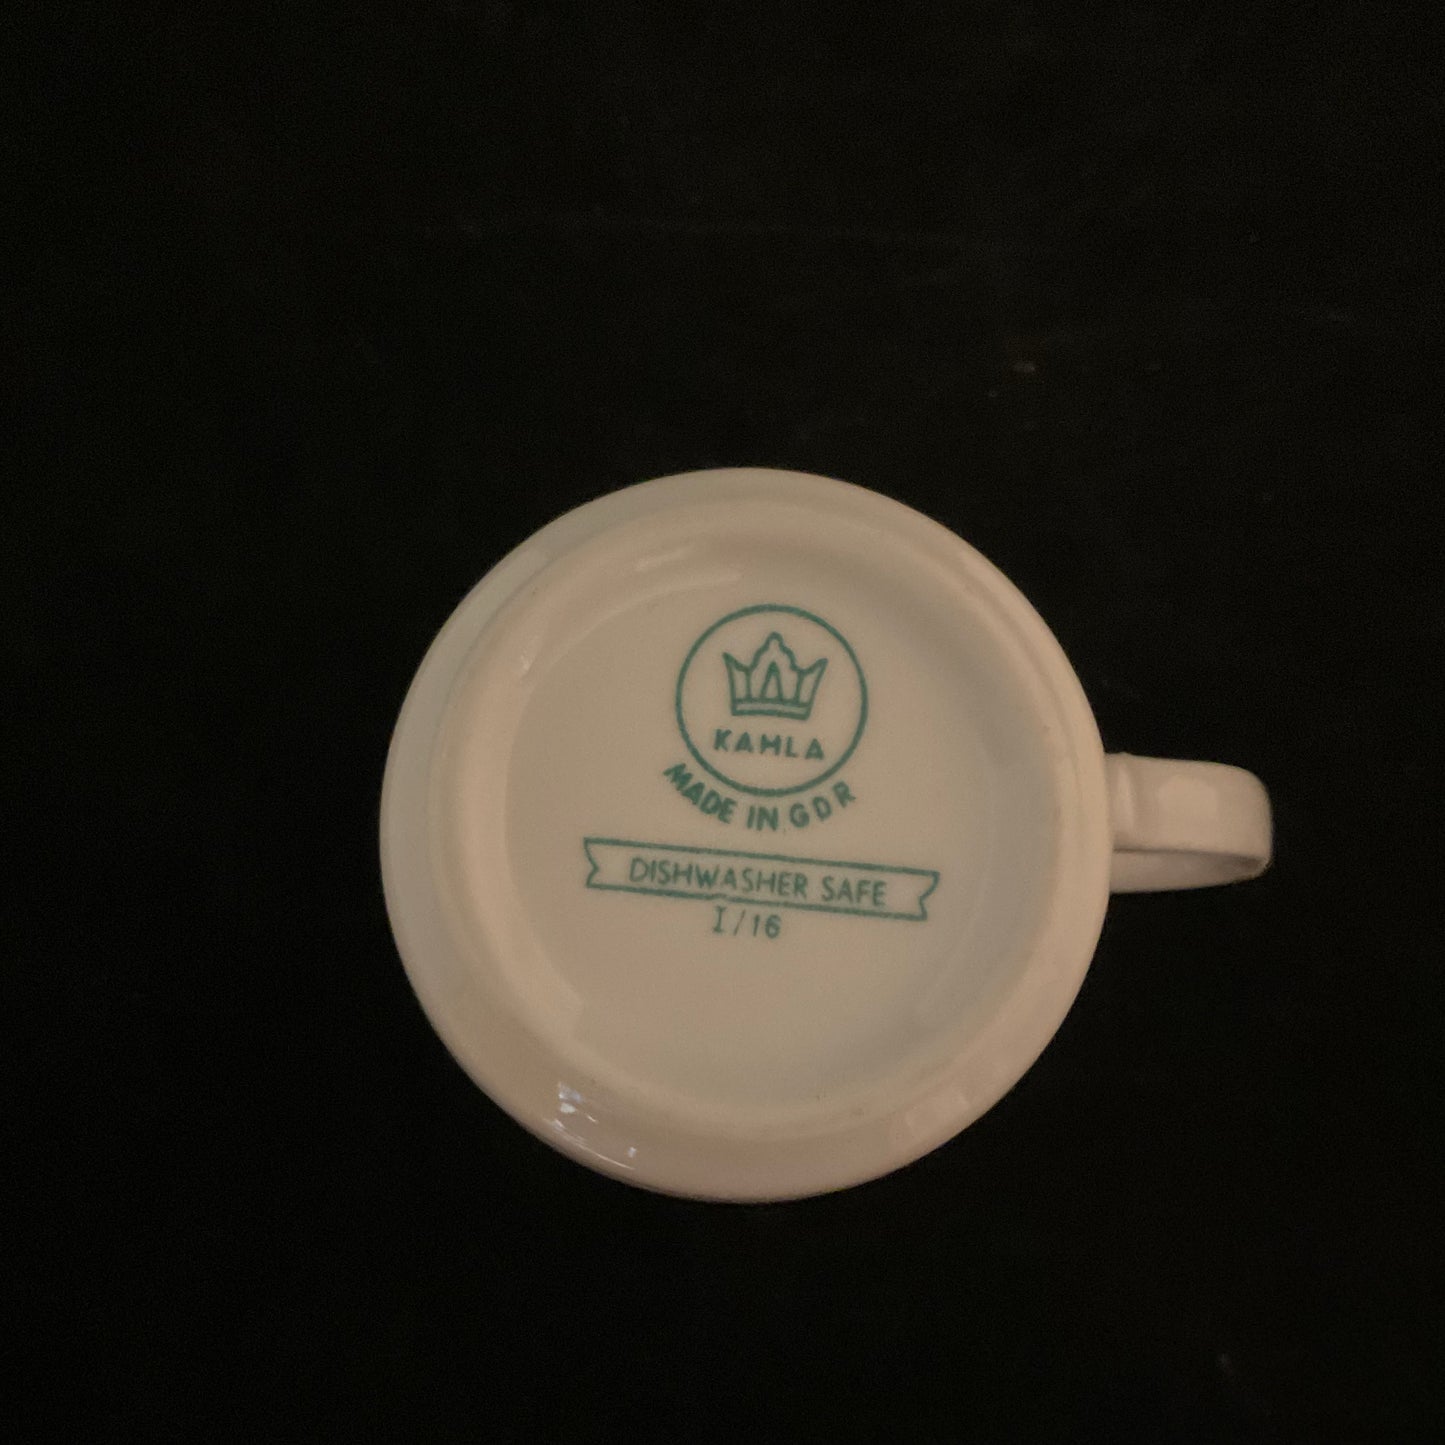 KAHLA
MADE IN GDR
DISHWASHER SAFE
I/16